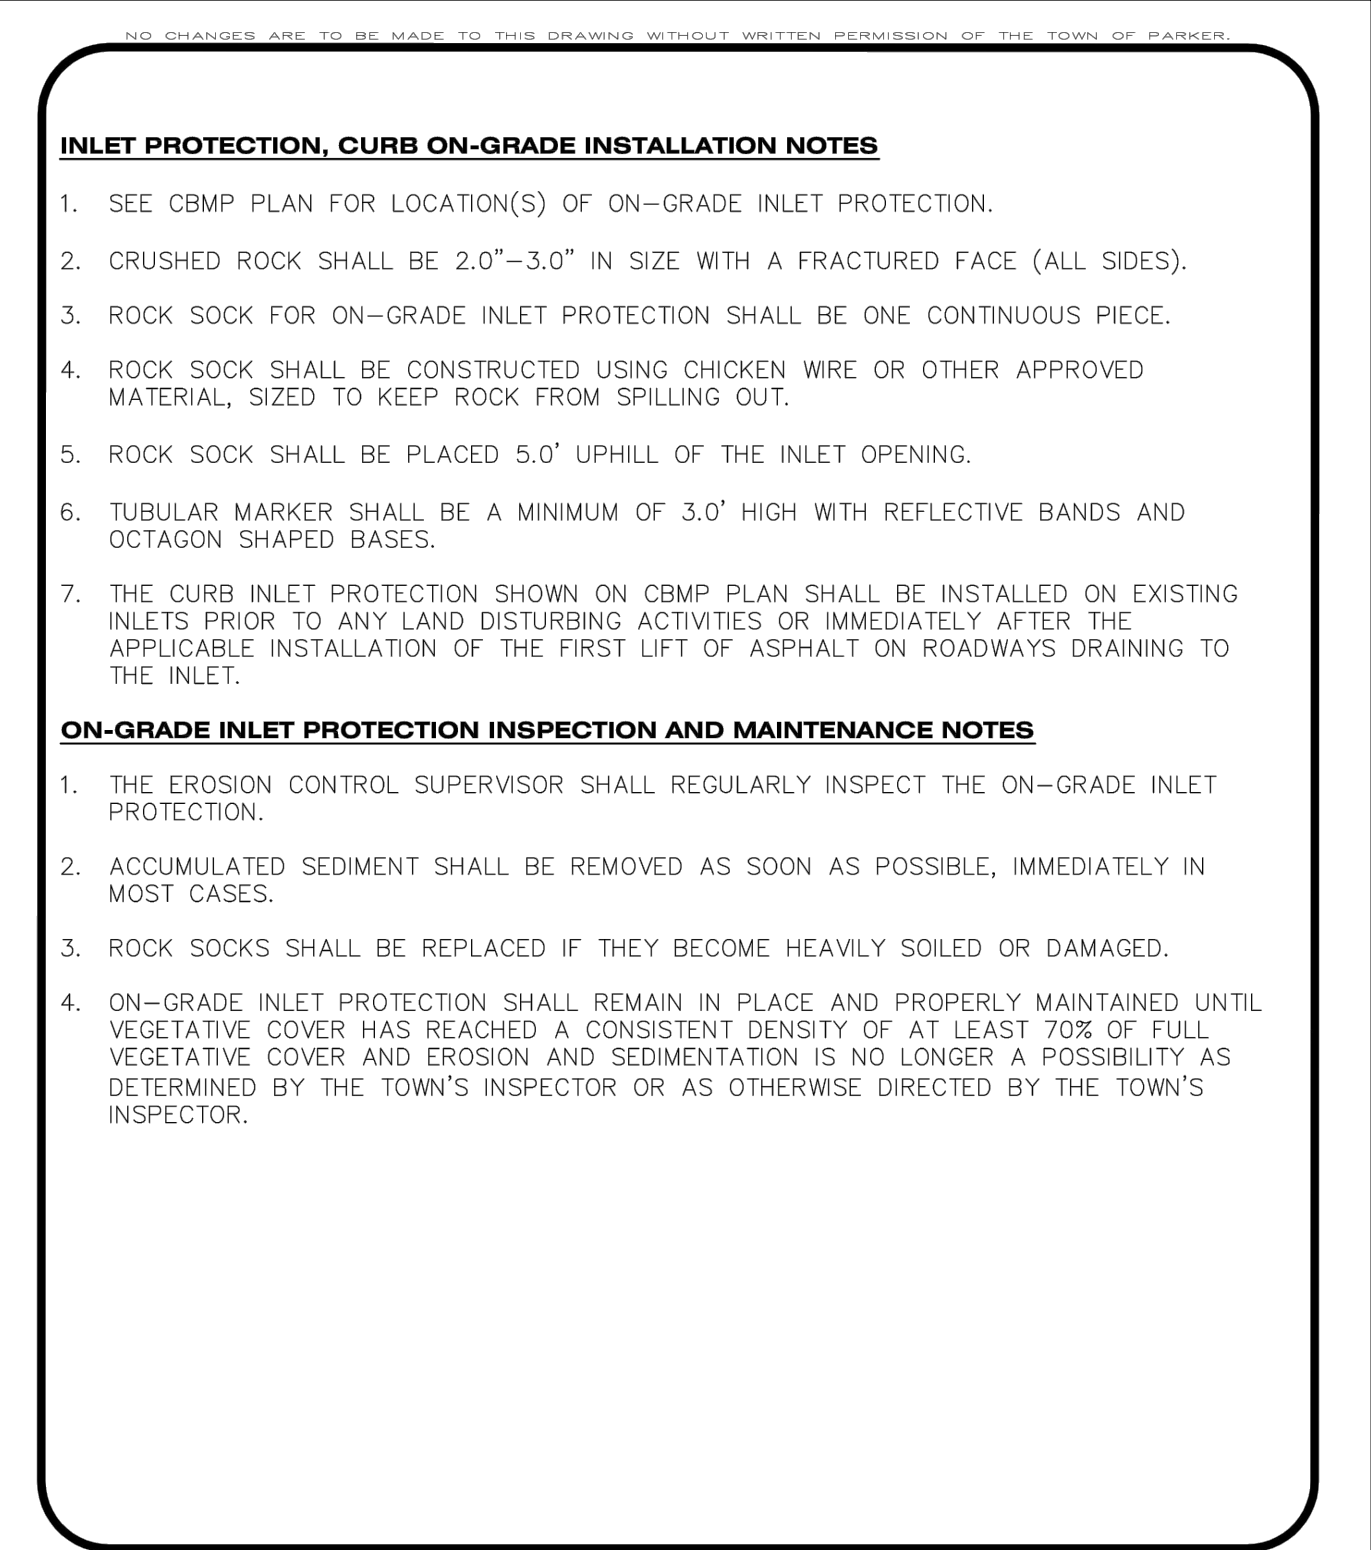 NO CHANGES ARE TO BE MADE TO THIS DRAWING WITHOUT WRITTEN PERMISSION OF THE TOWN OF PARKER.
INLET PROTECTION, CURB ON-GRADE INSTALLATION NOTES
1. SEE CBMP PLAN FOR LOCATION(S) OF ON–GRADE INLET PROTECTION.
2. CRUSHED ROCK SHALL BE 2.0”–3.0” IN SIZE WITH A FRACTURED FACE (ALL SIDES).
3. ROCK SOCK FOR ON–GRADE INLET PROTECTION SHALL BE ONE CONTINUOUS PIECE.
4. ROCK SOCK SHALL BE CONSTRUCTED USING CHICKEN WIRE OR OTHER APPROVED
MATERIAL, SIZED TO KEEP ROCK FROM SPILLING OUT.
5. ROCK SOCK SHALL BE PLACED 5.0’ UPHILL OF THE INLET OPENING.
6. TUBULAR MARKER SHALL BE A MINIMUM OF 3.0’ HIGH WITH REFLECTIVE BANDS AND
OCTAGON SHAPED BASES.
7. THE CURB INLET PROTECTION SHOWN ON CBMP PLAN SHALL BE INSTALLED ON EXISTING
INLETS PRIOR TO ANY LAND DISTURBING ACTIVITIES OR IMMEDIATELY AFTER THE
APPLICABLE INSTALLATION OF THE FIRST LIFT OF ASPHALT ON ROADWAYS DRAINING TO
THE INLET.
ON-GRADE INLET PROTECTION INSPECTION AND MAINTENANCE NOTES
1. THE EROSION CONTROL SUPERVISOR SHALL REGULARLY INSPECT THE ON–GRADE INLET
PROTECTION.
2. ACCUMULATED SEDIMENT SHALL BE REMOVED AS SOON AS POSSIBLE, IMMEDIATELY IN
MOST CASES.
3. ROCK SOCKS SHALL BE REPLACED IF THEY BECOME HEAVILY SOILED OR DAMAGED.
4. ON–GRADE INLET PROTECTION SHALL REMAIN IN PLACE AND PROPERLY MAINTAINED UNTIL
VEGETATIVE COVER HAS REACHED A CONSISTENT DENSITY OF AT LEAST 70% OF FULL
VEGETATIVE COVER AND EROSION AND SEDIMENTATION IS NO LONGER A POSSIBILITY AS
DETERMINED BY THE TOWN’S INSPECTOR OR AS OTHERWISE DIRECTED BY THE TOWN’S
INSPECTOR.